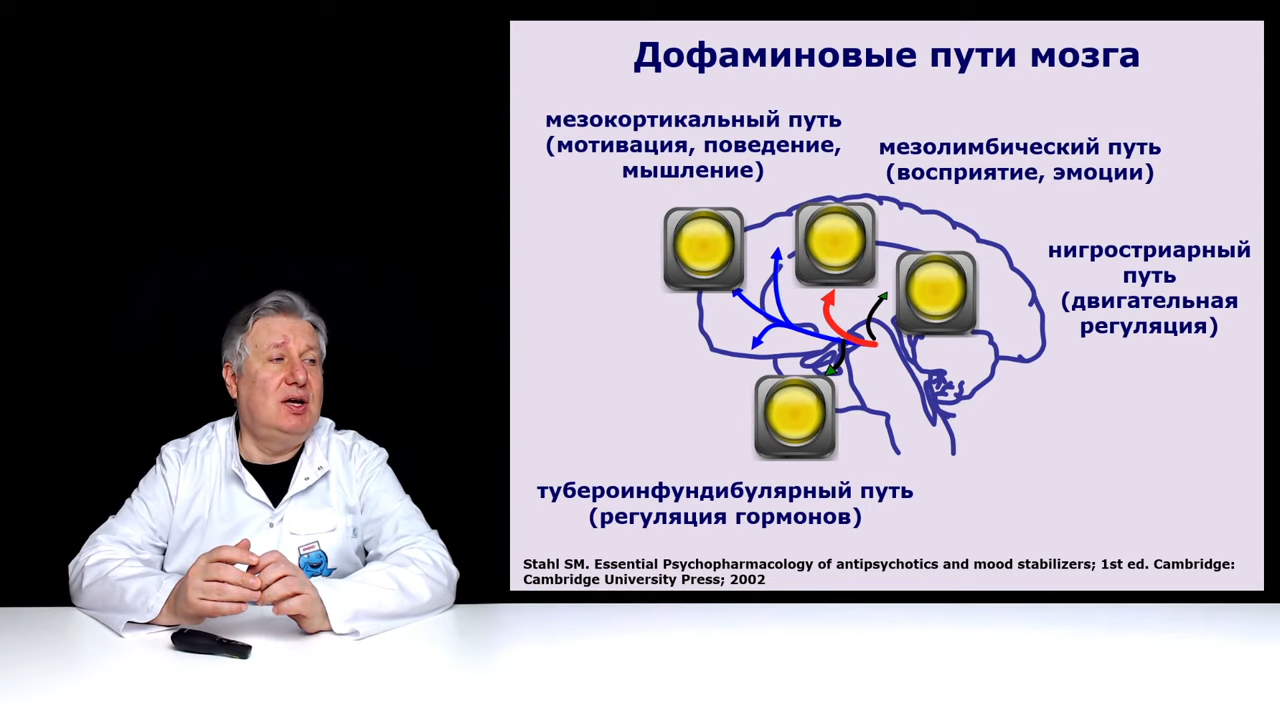 Дофаминовые пути мозга
мезокортикальный путь
(мотивация, поведение,
мышление)
мезолимбический путь
(восприятие, эмоции)
нигростриарный
путь
(двигательная
регуляция)
тубероинфундибулярный путь
(регуляция гормонов)
Stahl SM. Essential Psychopharmacology of antipsychotics and mood stabilizers; 1st ed. Cambridge:
Cambridge University Press; 2002